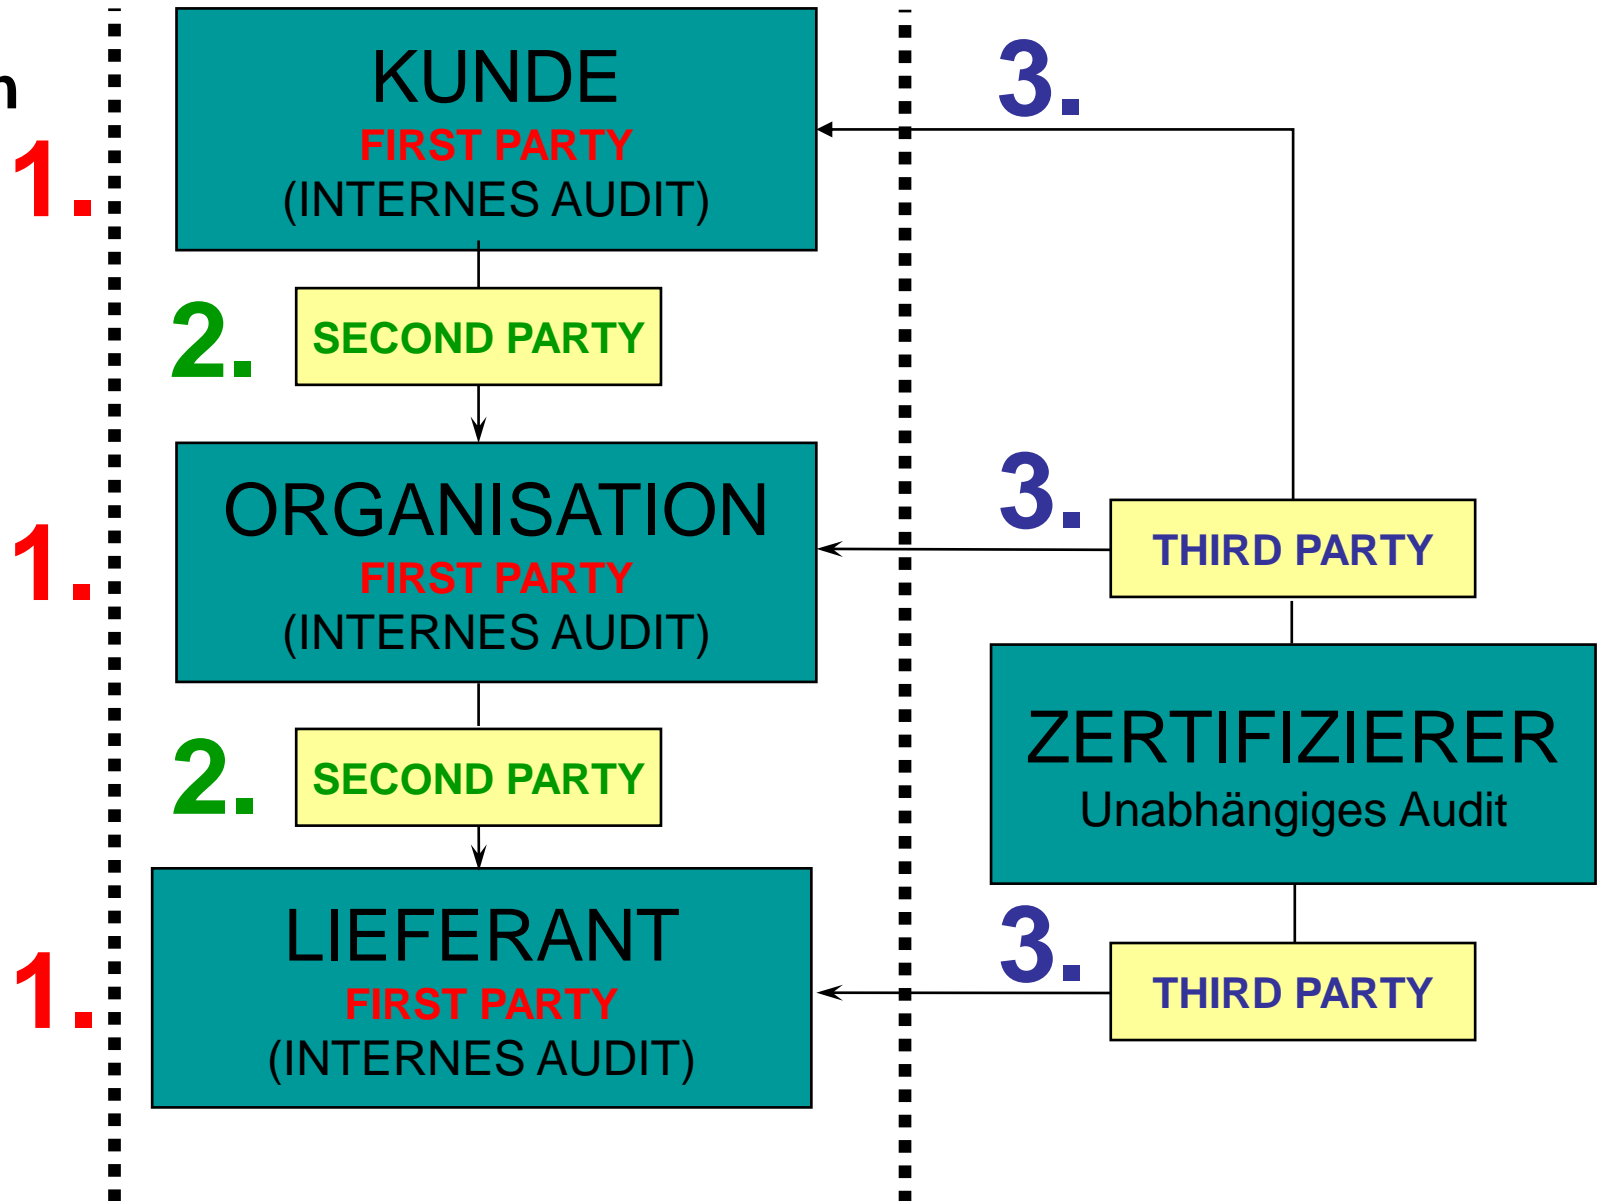 KUNDE
3.
n
FIRST PARTY
1.
(INTERNES AUDIT)
2.
SECOND PARTY
ORGANISATION
3.
1.
FIRST PARTY
THIRD PARTY
(INTERNES AUDIT)
2.
SECOND PARTY
ZERTIFIZIERER
Unabhängiges Audit
LIEFERANT
3.
1.
FIRST PARTY
THIRD PARTY
(INTERNES AUDIT)